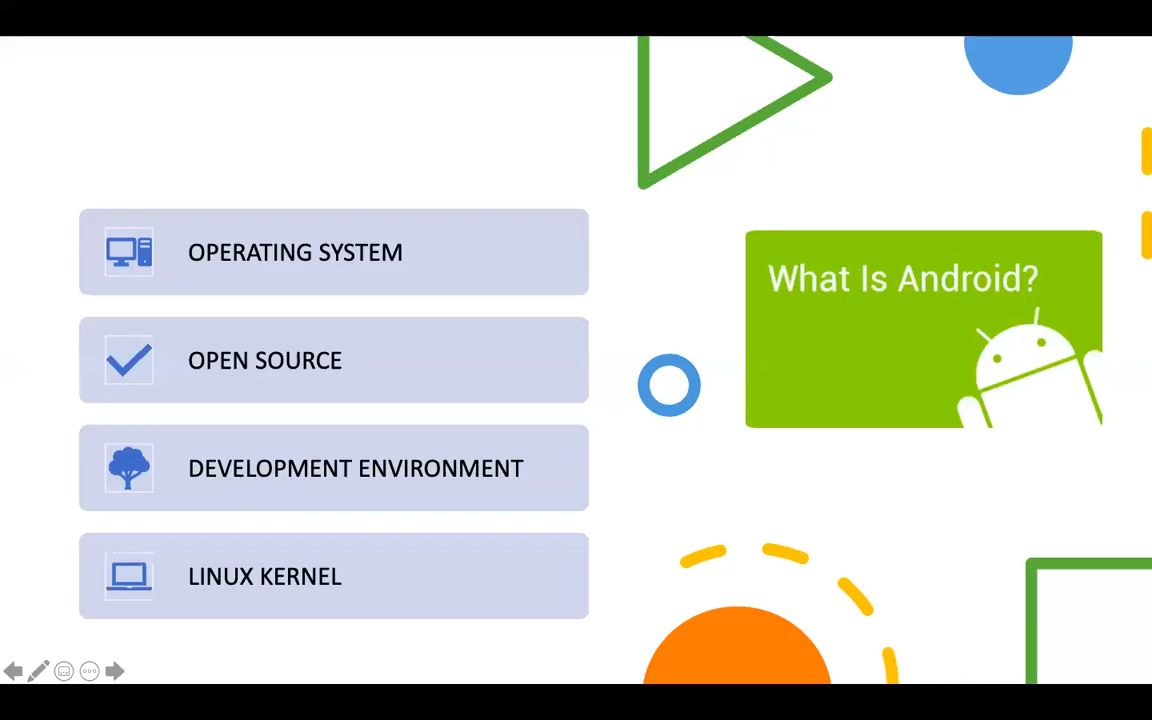 OPERATING SYSTEM
OPEN SOURCE
DEVELOPMENT ENVIRONMENT
LINUX KERNEL
What Is Android?